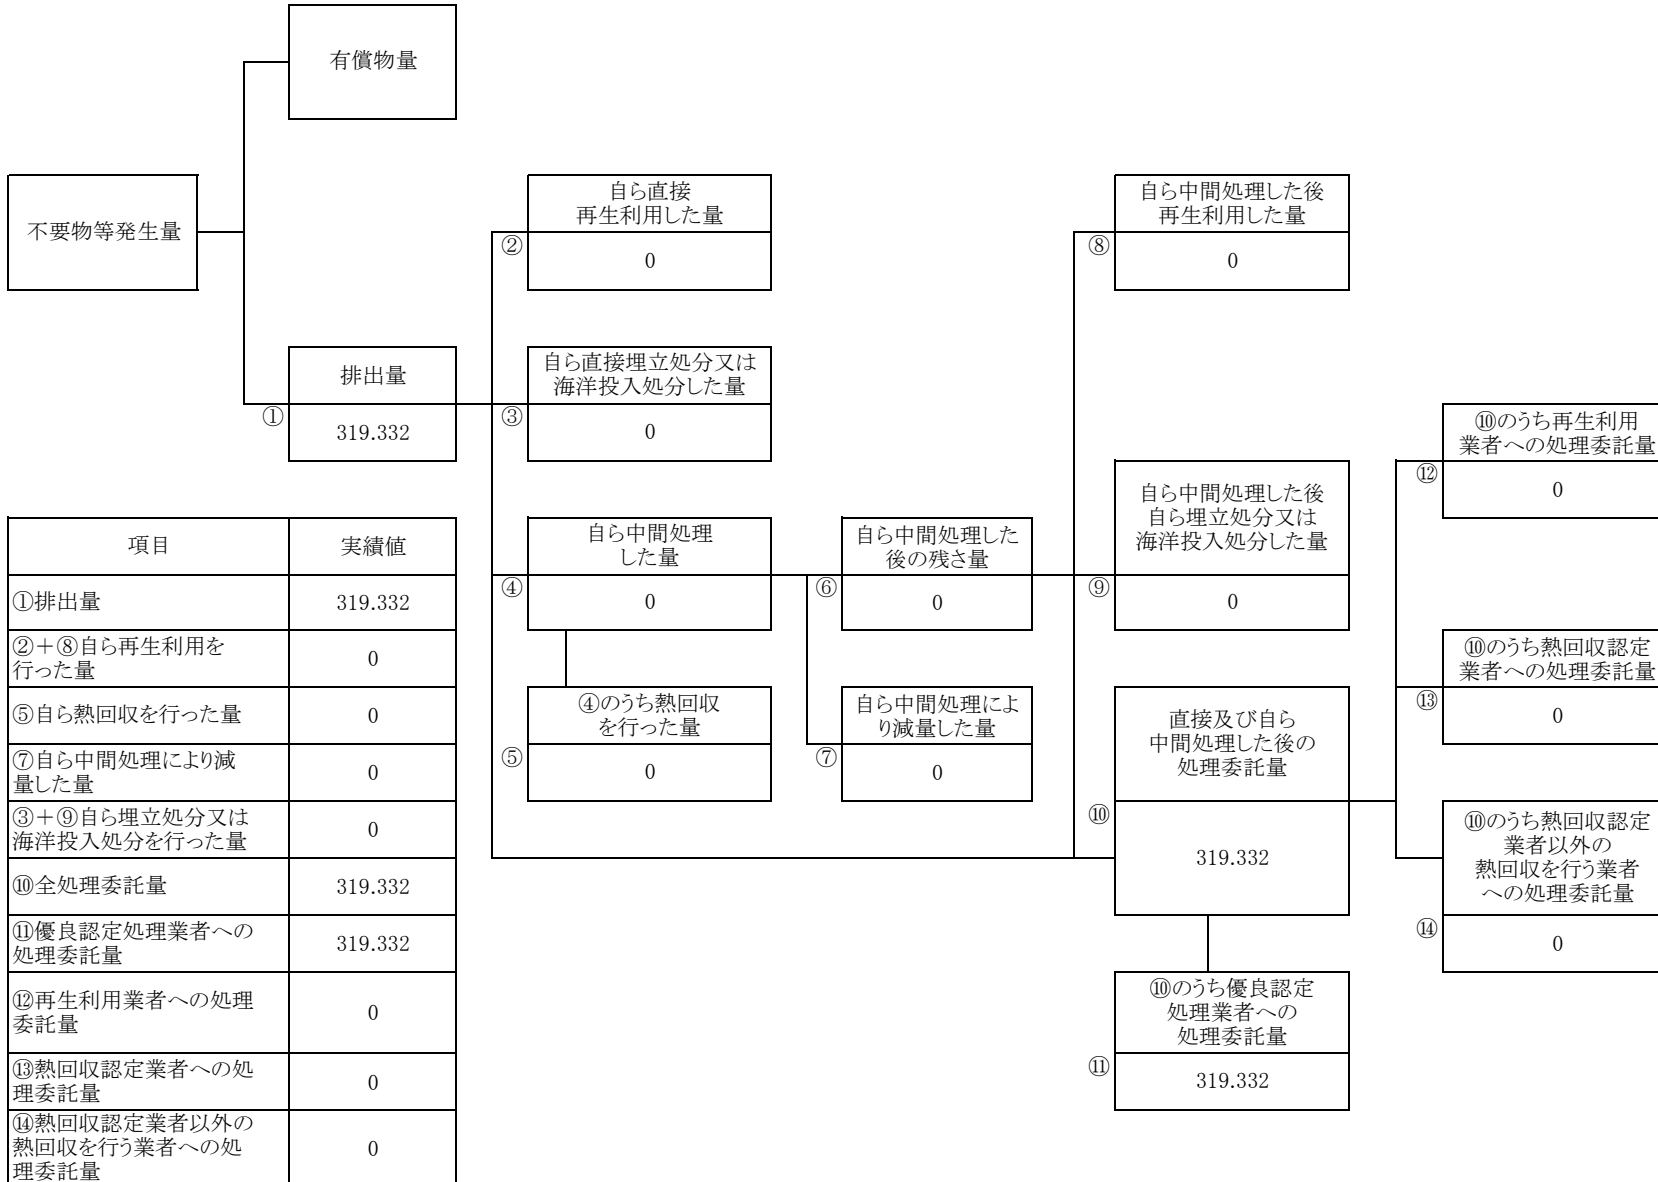 有償物量
不要物等発生量
自ら直接
再生利用した量
②
0
自ら中間処理した後
再生利用した量
⑧
0
排出量
①
319.332
自ら直接埋立処分又は
海洋投入処分した量
③
0
⑩のうち再生利用
業者への処理委託量
⑫
0
自ら中間処理
した量
④
0
自ら中間処理した
後の残さ量
⑥
0
自ら中間処理した後
自ら埋立処分又は
海洋投入処分した量
⑨
0
⑩のうち熱回収認定
業者への処理委託量
⑬
0
④のうち熱回収
を行った量
⑤
0
自ら中間処理によ
り減量した量
⑦
0
直接及び自ら
中間処理した後の
処理委託量
⑩
319.332
⑩のうち熱回収認定
業者以外の
熱回収を行う業者
への処理委託量
⑭
0
⑩のうち優良認定
処理業者への
処理委託量
⑪
319.332
項目 実績値
①排出量 319.332
②＋⑧自ら再生利用を
行った量
0
⑤自ら熱回収を行った量 0
⑦自ら中間処理により減
量した量
0
③＋⑨自ら埋立処分又は
海洋投入処分を行った量
0
⑩全処理委託量 319.332
⑪優良認定処理業者への
処理委託量
319.332
⑫再生利用業者への処理
委託量
0
⑬熱回収認定業者への処
理委託量
0
⑭熱回収認定業者以外の
熱回収を行う業者への処
理委託量
0